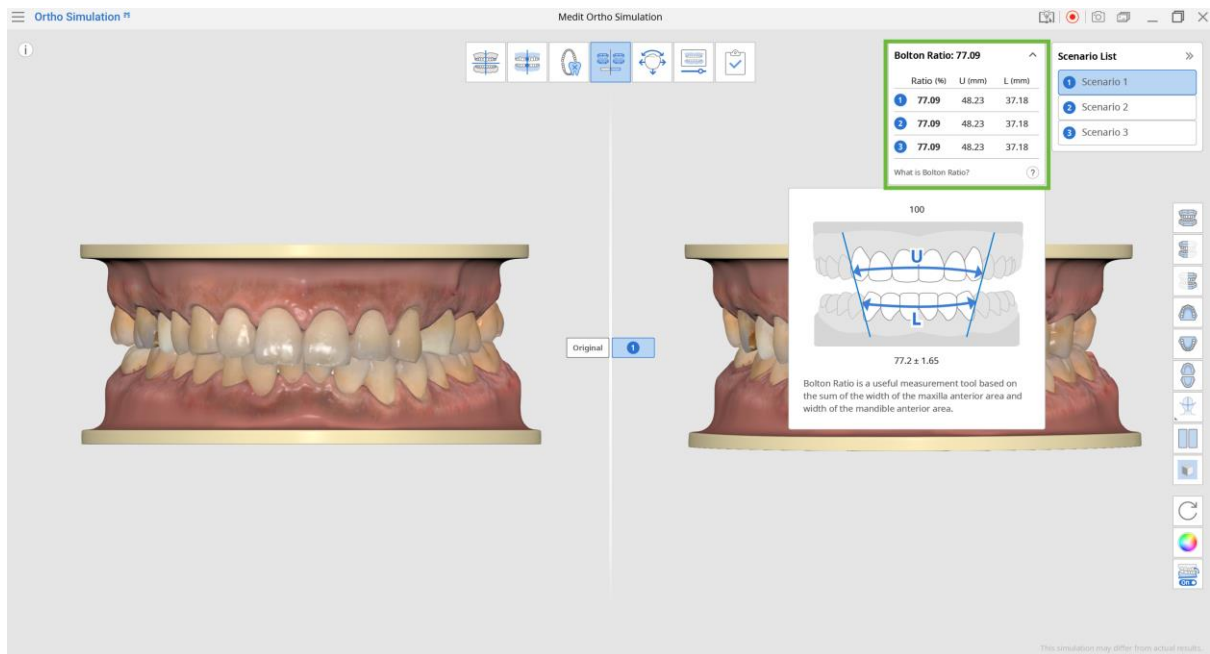 Ortho Simulation
Medit Ortho Simulation
i
Bolton Ratio: 77.09
Ratio (%) U (mm) L (mm)
1 77.09 48.23 37.18
2 77.09 48.23 37.18
3 77.09 48.23 37.18
What is Bolton Ratio? ?
Scenario List
1 Scenario 1
2 Scenario 2
3 Scenario 3
100
U
L
77.2 ± 1.65
Bolton Ratio is a useful measurement tool based on
the sum of the width of the maxilla anterior area and
width of the mandible anterior area.
Original 1
On
This simulation may differ from actual results.